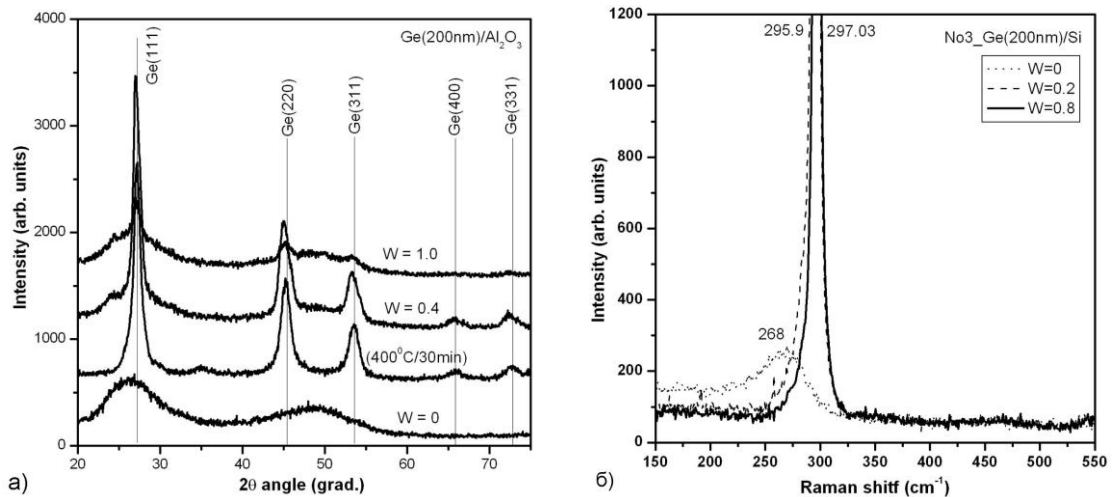 4000
3000
2000
1000
0
Intensity (arb. units)
Ge(200nm)/Al₂O₃
Ge(111)
Ge(220)
Ge(311)
Ge(400)
Ge(331)
W = 1.0
W = 0.4
(400⁰C/30min)
W = 0
20 30 40 50 60 70
2θ angle (grad.)
а)
1200
1000
800
600
400
200
0
Intensity (arb. units)
295.9 297.03
No3_Ge(200nm)/Si
W=0
W=0.2
W=0.8
268
150 200 250 300 350 400 450 500 550
Raman shitf (cm⁻¹)
б)